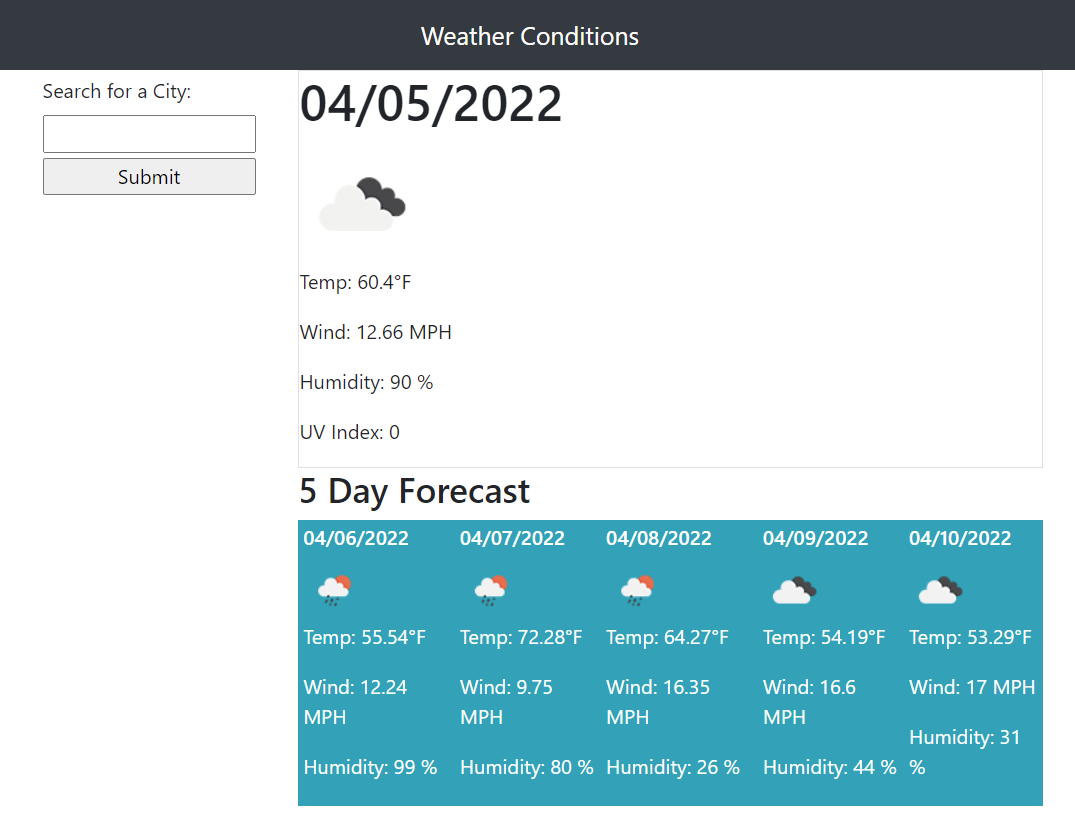 Weather Conditions
Search for a City:
Submit
04/05/2022
Temp: 60.4°F
Wind: 12.66 MPH
Humidity: 90 %
UV Index: 0
5 Day Forecast
04/06/2022
Temp: 55.54°F
Wind: 12.24
MPH
Humidity: 99 %
04/07/2022
Temp: 72.28°F
Wind: 9.75
MPH
Humidity: 80 %
04/08/2022
Temp: 64.27°F
Wind: 16.35
MPH
Humidity: 26 %
04/09/2022
Temp: 54.19°F
Wind: 16.6
MPH
Humidity: 44 %
04/10/2022
Temp: 53.29°F
Wind: 17 MPH
Humidity: 31
%